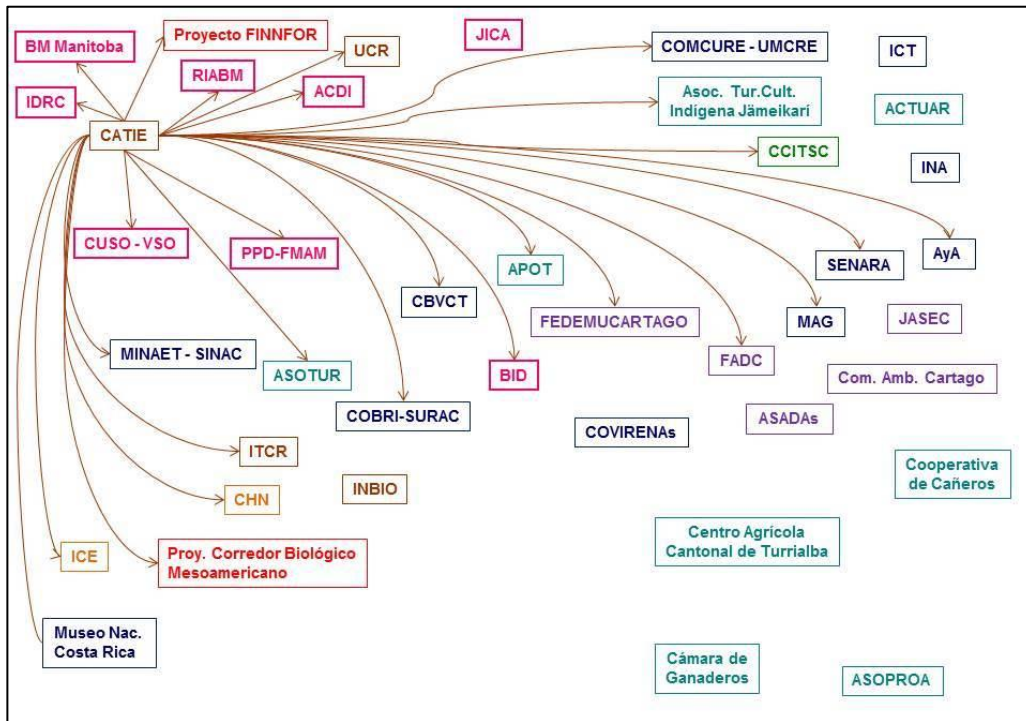 BM Manitoba
Proyecto FINNFOR
UCR
JICA
COMCURE - UMCRE
ICT
IDRC
RIABM
ACDI
Asoc. Tur.Cult.
Indígena Jämeikarí
ACTUAR
CATIE
CCITSC
INA
CUSO - VSO
PPD-FMAM
APOT
SENARA
AyA
CBVCT
FEDEMUCARTAGO
MAG
JASEC
MINAET - SINAC
ASOTUR
BID
FADC
Com. Amb. Cartago
COBRI-SURAC
COVIRENAs
ASADAs
ITCR
INBIO
Cooperativa
de Cañeros
CHN
Centro Agrícola
Cantonal de Turrialba
ICE
Proy. Corredor Biológico
Mesoamericano
Museo Nac.
Costa Rica
Cámara de
Ganaderos
ASOPROA